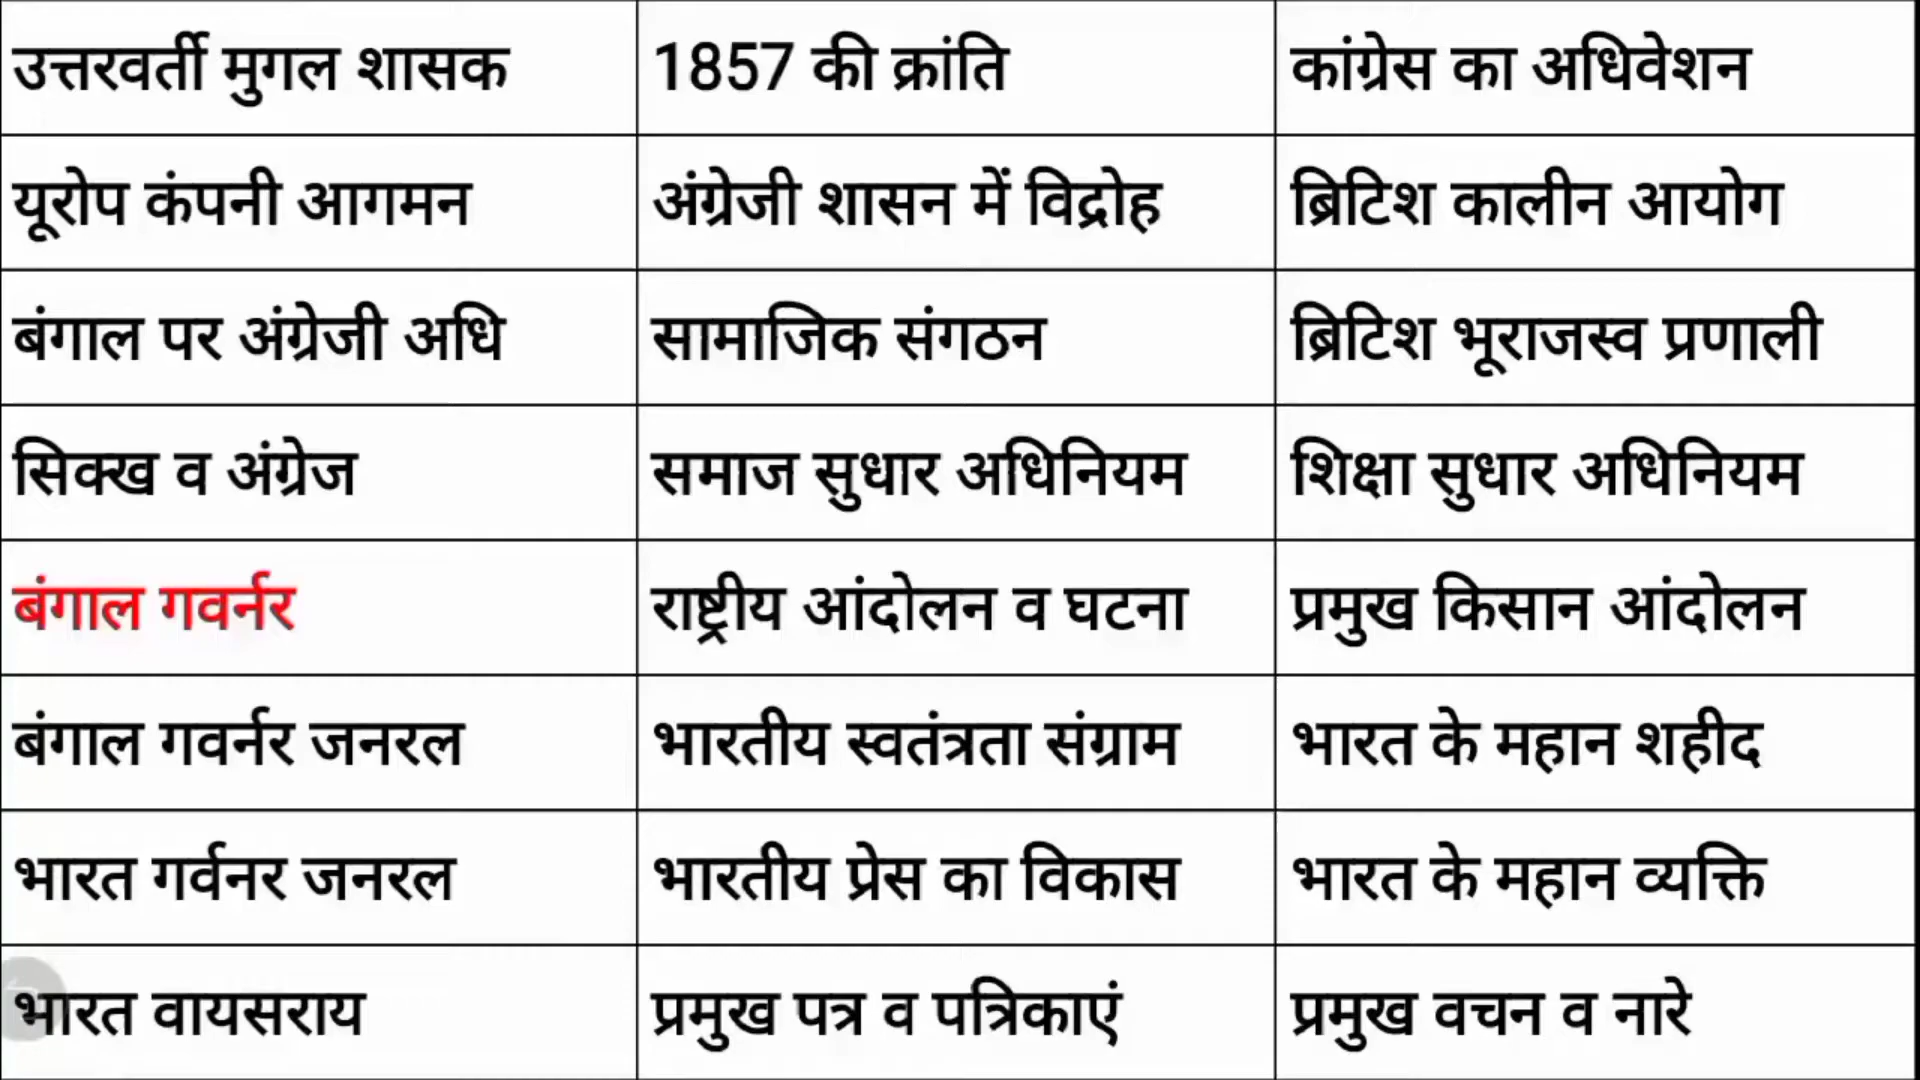 उत्तरवर्ती मुगल शासक
1857 की क्रांति
कांग्रेस का अधिवेशन
यूरोप कंपनी आगमन
अंग्रेजी शासन में विद्रोह
ब्रिटिश कालीन आयोग
बंगाल पर अंग्रेजी अधि
सामाजिक संगठन
ब्रिटिश भूराजस्व प्रणाली
सिक्ख व अंग्रेज
समाज सुधार अधिनियम
शिक्षा सुधार अधिनियम
बंगाल गवर्नर
राष्ट्रीय आंदोलन व घटना
प्रमुख किसान आंदोलन
बंगाल गवर्नर जनरल
भारतीय स्वतंत्रता संग्राम
भारत के महान शहीद
भारत गर्वनर जनरल
भारतीय प्रेस का विकास
भारत के महान व्यक्ति
भारत वायसराय
प्रमुख पत्र व पत्रिकाएं
प्रमुख वचन व नारे